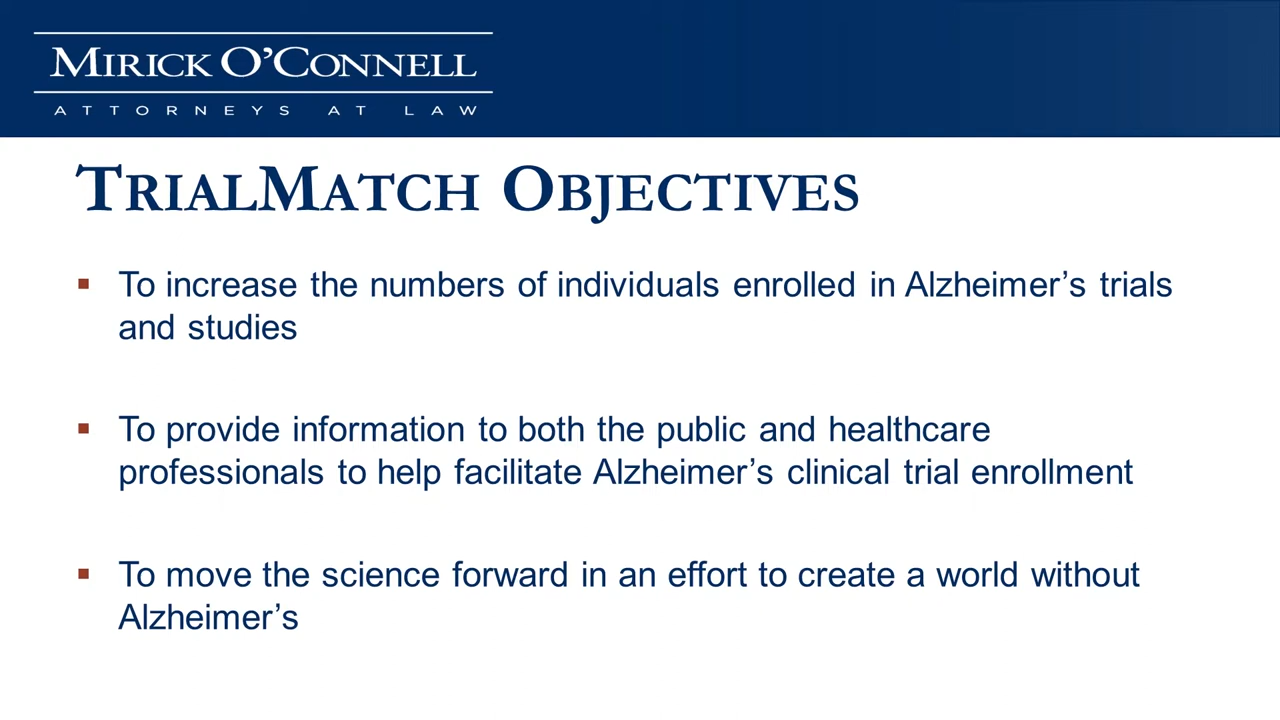 MIRICK O’CONNELL
ATTORNEYS AT LAW
TRIALMATCH OBJECTIVES
▪ To increase the numbers of individuals enrolled in Alzheimer’s trials
and studies
▪ To provide information to both the public and healthcare
professionals to help facilitate Alzheimer’s clinical trial enrollment
▪ To move the science forward in an effort to create a world without
Alzheimer’s